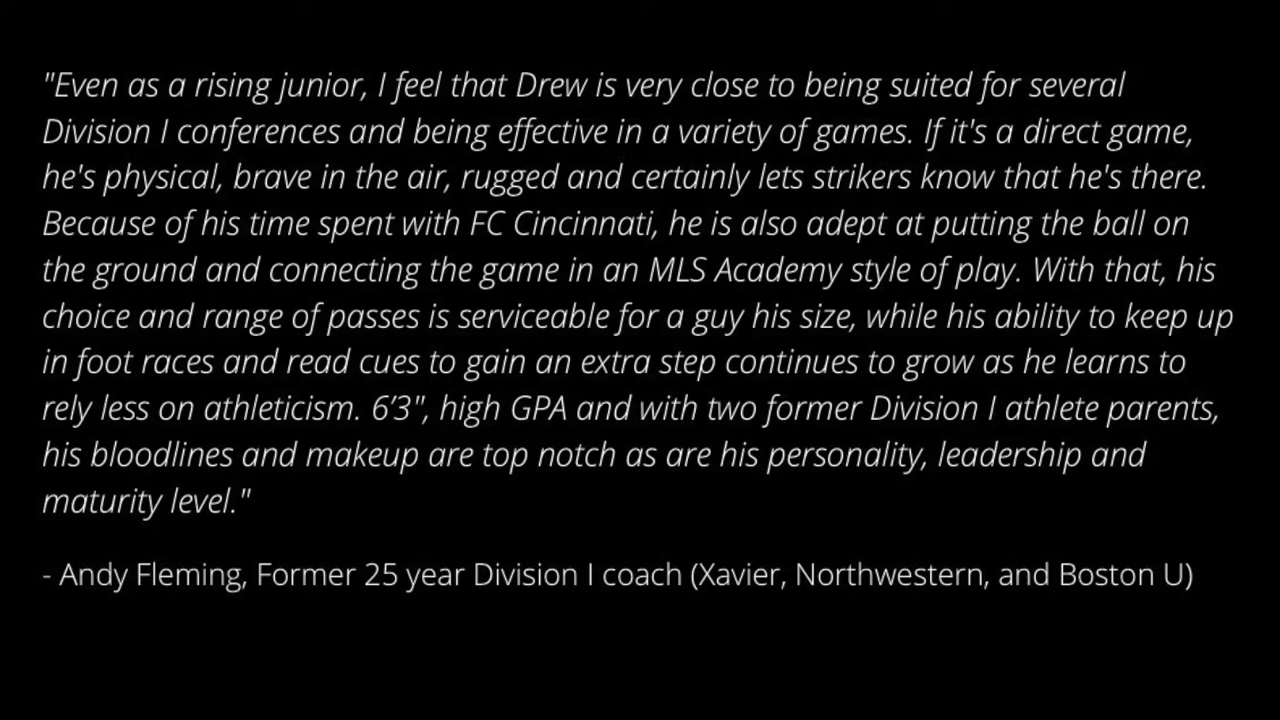 "Even as a rising junior, I feel that Drew is very close to being suited for several
Division I conferences and being effective in a variety of games. If it's a direct game,
he's physical, brave in the air, rugged and certainly lets strikers know that he's there.
Because of his time spent with FC Cincinnati, he is also adept at putting the ball on
the ground and connecting the game in an MLS Academy style of play. With that, his
choice and range of passes is serviceable for a guy his size, while his ability to keep up
in foot races and read cues to gain an extra step continues to grow as he learns to
rely less on athleticism. 6’3", high GPA and with two former Division I athlete parents,
his bloodlines and makeup are top notch as are his personality, leadership and
maturity level."
- Andy Fleming, Former 25 year Division I coach (Xavier, Northwestern, and Boston U)